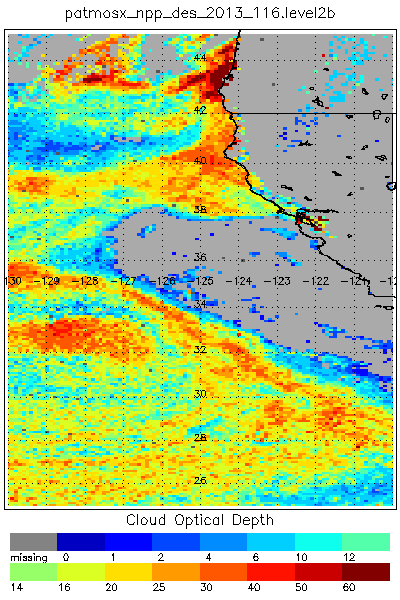 patmosx_npp_des_2013_116.level2b
44
42
40
38
36
130 -129 -128 -127 -126 -125 -124 -123 -122 -121 -1
34
32
30
28
26
Cloud Optical Depth
missing 0 1 2 4 6 10 12
14 16 20 25 30 40 50 60